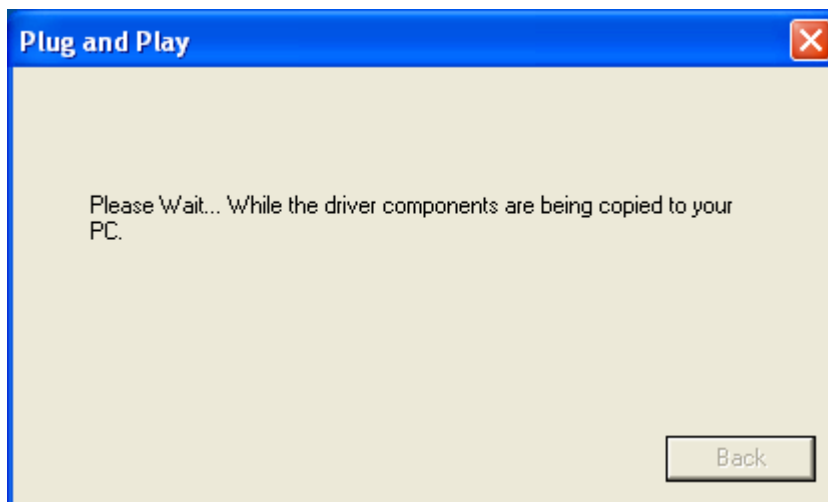 Plug and Play
Please Wait... While the driver components are being copied to your
PC.
Back